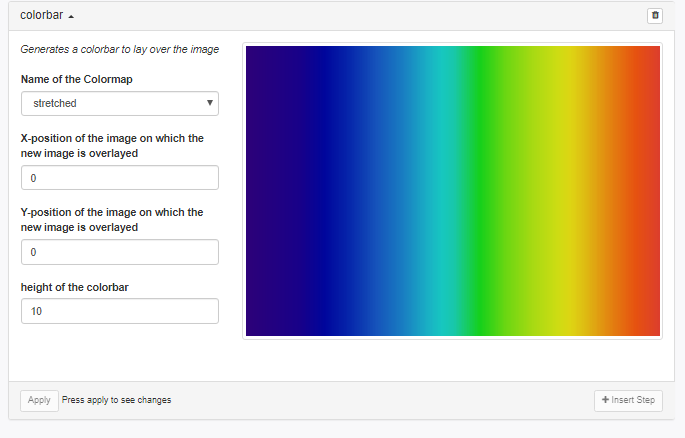 colorbar
Generates a colorbar to lay over the image
Name of the Colormap
stretched
X-position of the image on which the
new image is overlayed
0
Y-position of the image on which the
new image is overlayed
0
height of the colorbar
10
Apply Press apply to see changes
Insert Step